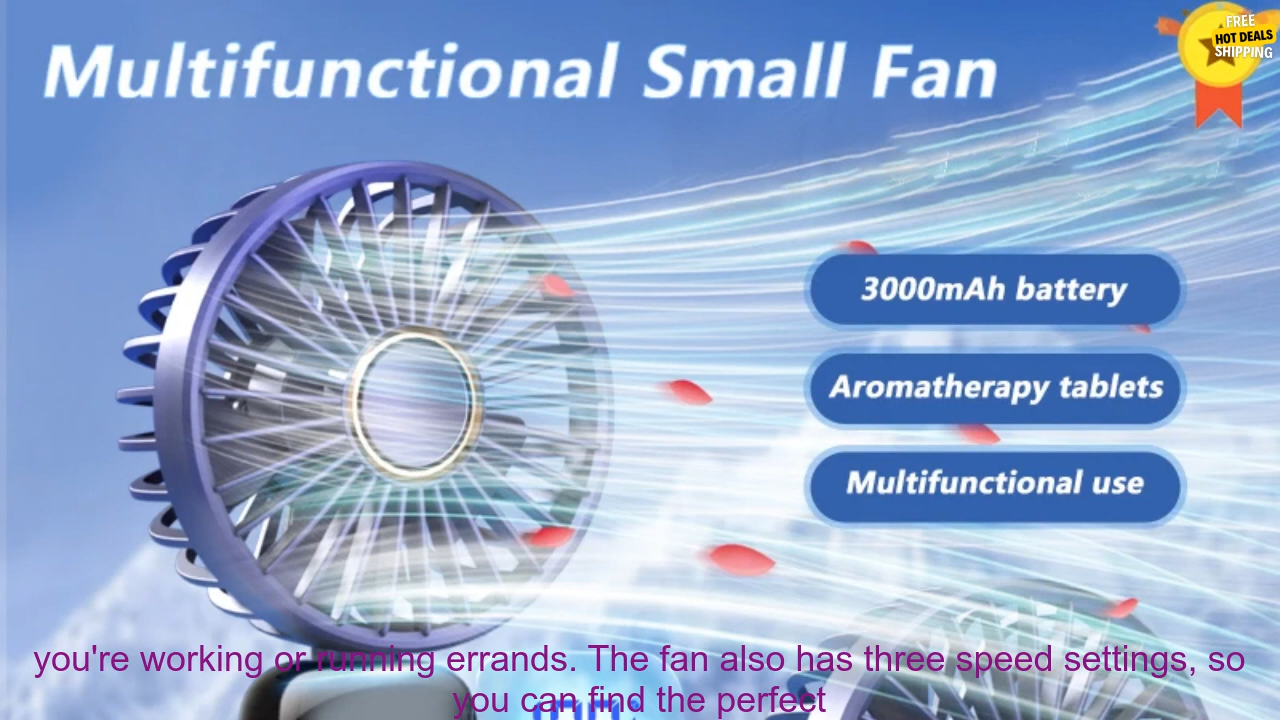 FREE
HOT DEALS
SHIPPING
Multifunctional Small Fan
3000mAh battery
Aromatherapy tablets
Multifunctional use
you're working or running errands. The fan also has three speed settings, so
you can find the perfect